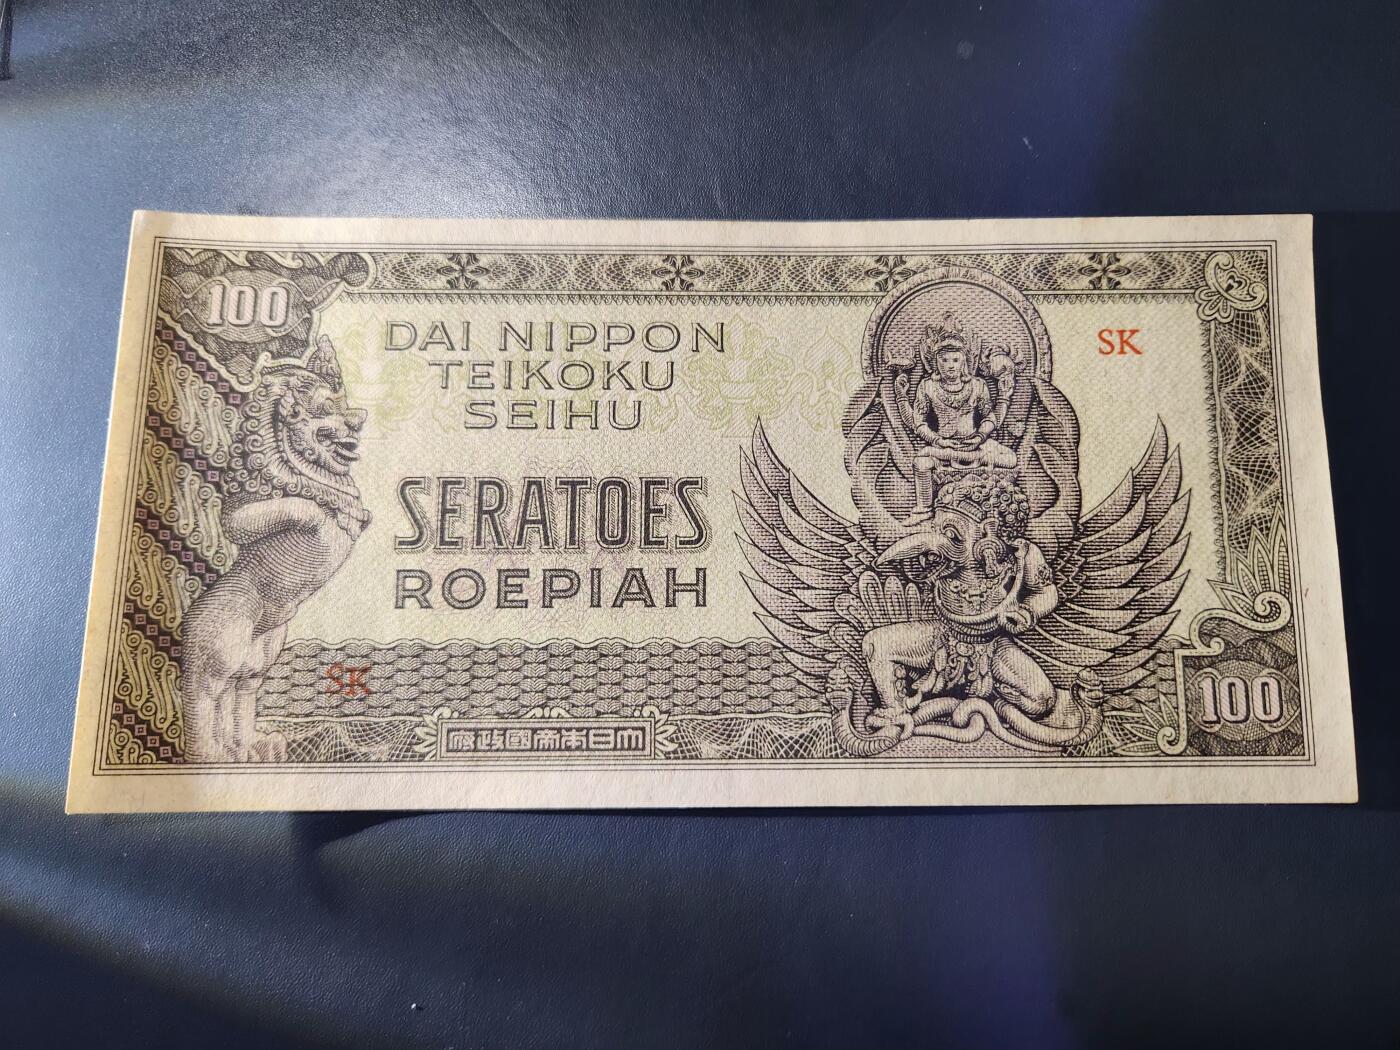 100
DAI NIPPON
TEIKOKU
SEIHU
SK
SERATOES
ROEPIAH
SK
府政國帝本日大
100